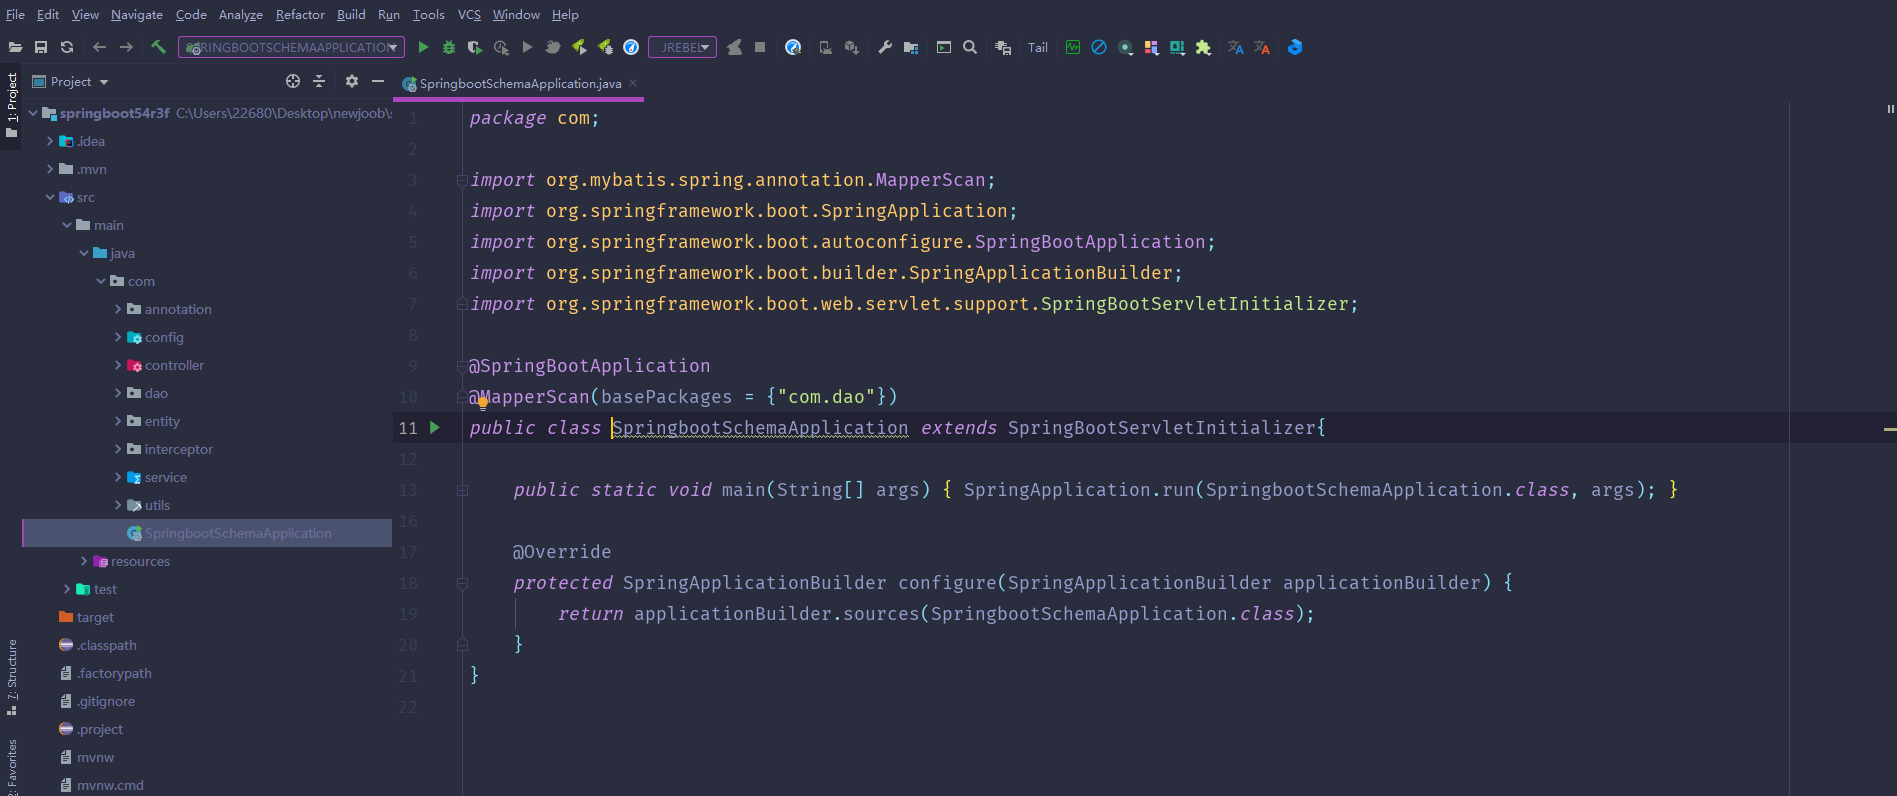 File Edit View Navigate Code Analyze Refactor Build Run Tools VCS Window Help
SPRINGBOOTSCHEMAAPPLICATION JREBEL Tail
Project
SpringbootSchemaApplication.java
1: Project
7: Structure
2: Favorites
springboot54r3f C:\Users\22680\Desktop\newjoob\
.idea
.mvn
src
main
java
com
annotation
config
controller
dao
entity
interceptor
service
utils
SpringbootSchemaApplication
resources
test
target
.classpath
.factorypath
.gitignore
.project
mvnw
mvnw.cmd
1 package com;
2
3 import org.mybatis.spring.annotation.MapperScan;
4 import org.springframework.boot.SpringApplication;
5 import org.springframework.boot.autoconfigure.SpringBootApplication;
6 import org.springframework.boot.builder.SpringApplicationBuilder;
7 import org.springframework.boot.web.servlet.support.SpringBootServletInitializer;
8
9 @SpringBootApplication
10 @MapperScan(basePackages = {"com.dao"})
11 public class SpringbootSchemaApplication extends SpringBootServletInitializer{
12
13 public static void main(String[] args) { SpringApplication.run(SpringbootSchemaApplication.class, args); }
16
17 @Override
18 protected SpringApplicationBuilder configure(SpringApplicationBuilder applicationBuilder) {
19 return applicationBuilder.sources(SpringbootSchemaApplication.class);
20 }
21 }
22